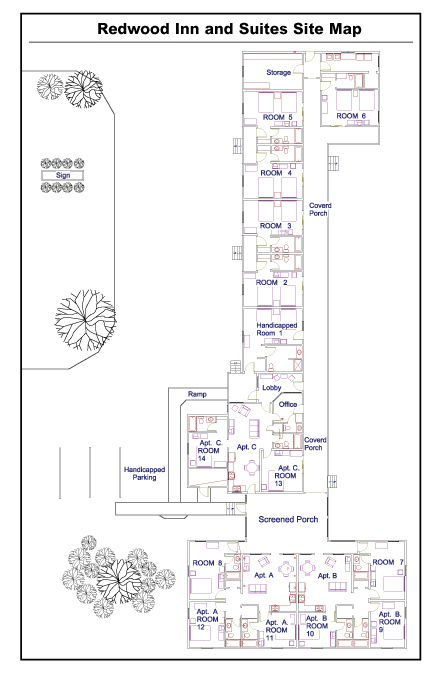 Redwood Inn and Suites Site Map
Storage
ROOM 5
ROOM 6
ROOM 4
Sign
Coverd
Porch
ROOM 3
ROOM 2
Handicapped
Room 1
Lobby
Ramp
Office
Apt. C.
ROOM
14
Apt. C
Coverd
Porch
Handicapped
Parking
Apt. C.
ROOM
13
Screened Porch
ROOM 8
Apt. A
Apt. B
ROOM 7
Apt. A
ROOM
12
Apt. A.
ROOM
11
Apt. B
ROOM
10
Apt. B.
ROOM
9